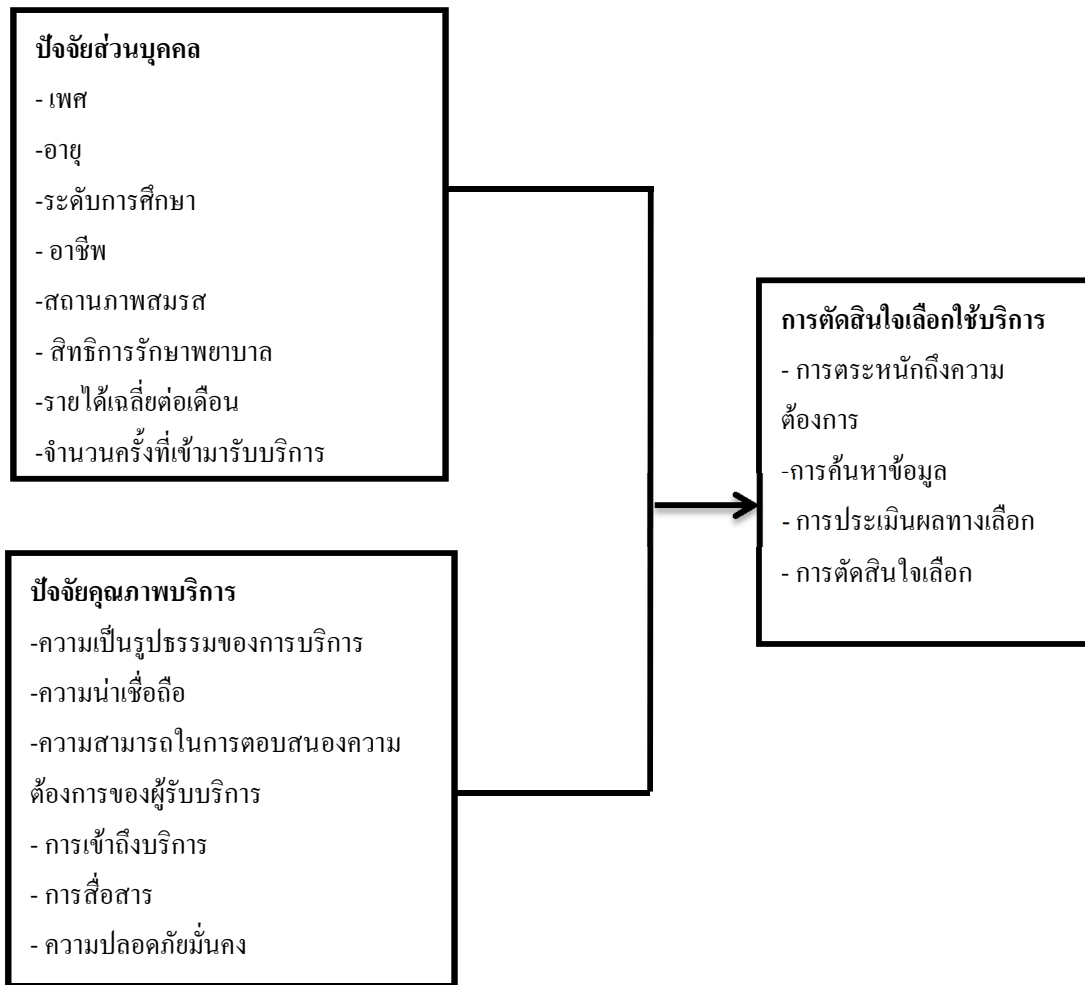 ปัจจัยส่วนบุคคล
- เพศ
-อายุ
-ระดับการศึกษา
- อาชีพ
-สถานภาพสมรส
- สิทธิการรักษาพยาบาล
-รายได้เฉลี่ยต่อเดือน
-จำนวนครั้งที่เข้ามารับบริการ
ปัจจัยคุณภาพบริการ
-ความเป็นรูปธรรมของการบริการ
-ความน่าเชื่อถือ
-ความสามารถในการตอบสนองความ
ต้องการของผู้รับบริการ
- การเข้าถึงบริการ
- การสื่อสาร
- ความปลอดภัยมั่นคง
การตัดสินใจเลือกใช้บริการ
- การตระหนักถึงความ
ต้องการ
-การค้นหาข้อมูล
- การประเมินผลทางเลือก
- การตัดสินใจเลือก